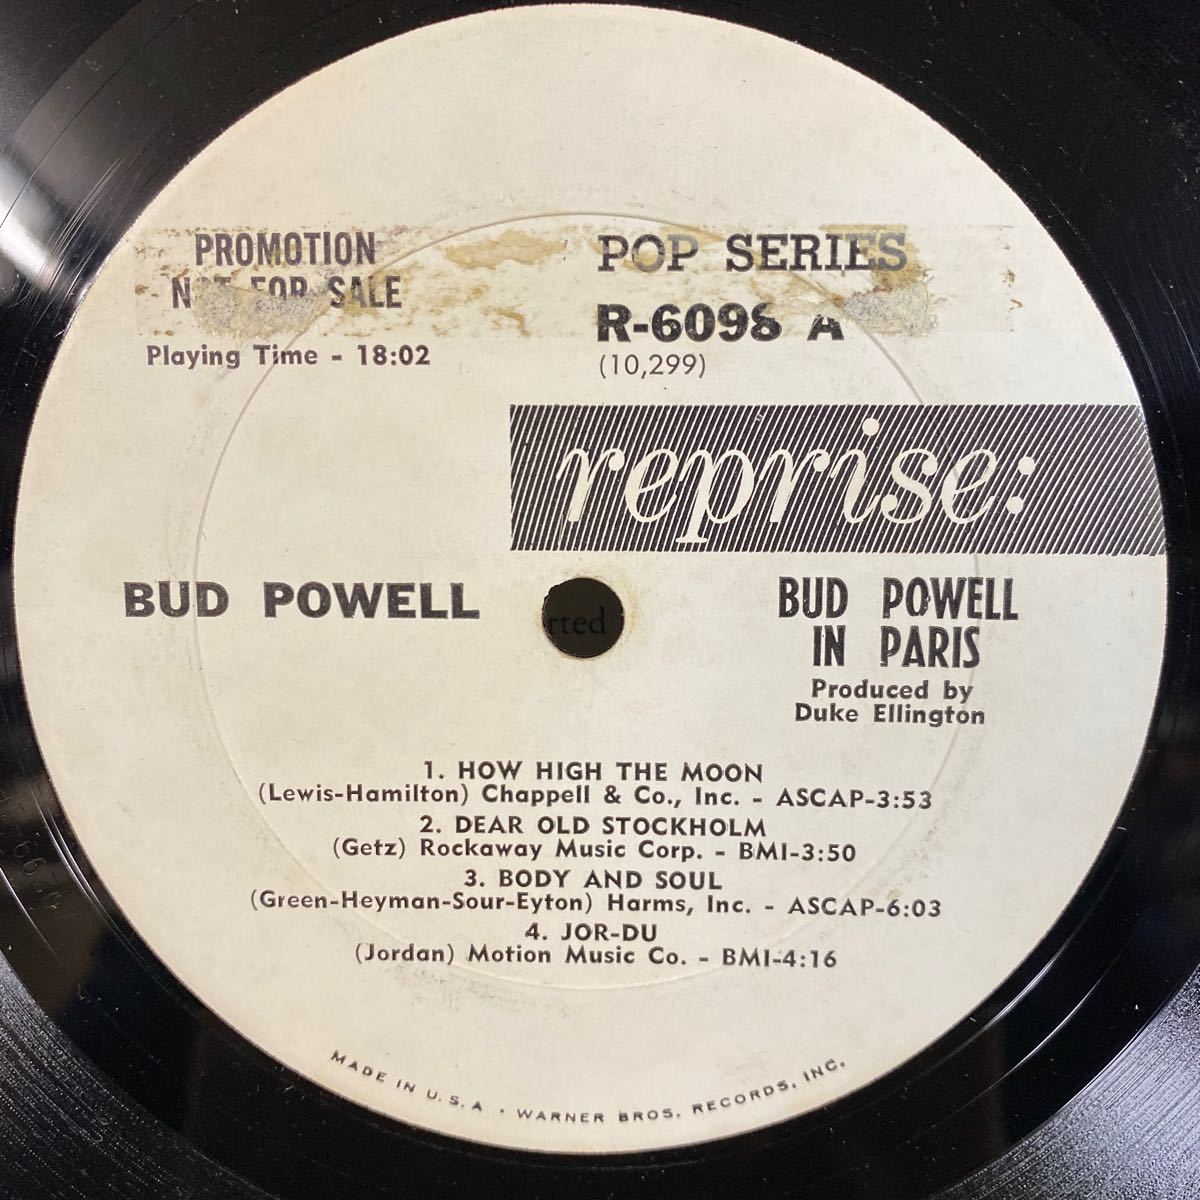 PROMOTION
NOT FOR SALE
Playing Time - 18:02
POP SERIES
R-6098 A
(10,299)
reprise:
BUD POWELL
rted
BUD POWELL
IN PARIS
Produced by
Duke Ellington
1. HOW HIGH THE MOON
(Lewis-Hamilton) Chappell & Co., Inc. - ASCAP-3:53
2. DEAR OLD STOCKHOLM
(Getz) Rockaway Music Corp. - BMI-3:50
3. BODY AND SOUL
(Green-Heyman-Sour-Eyton) Harms, Inc. - ASCAP-6:03
4. JOR-DU
(Jordan) Motion Music Co. - BMI-4:16
MADE IN U.S.A • WARNER BROS. RECORDS, INC.